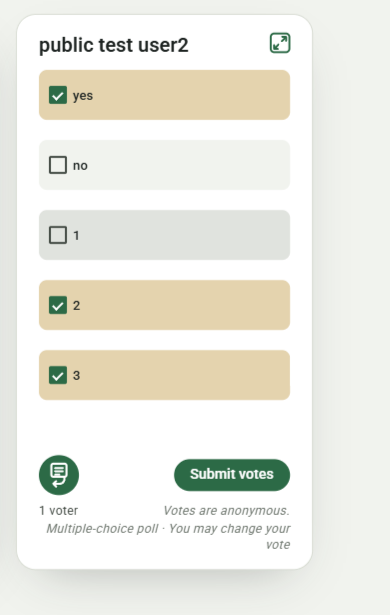 public test user2
yes
no
1
2
3
Submit votes
1 voter
Votes are anonymous.
Multiple-choice poll · You may change your
vote